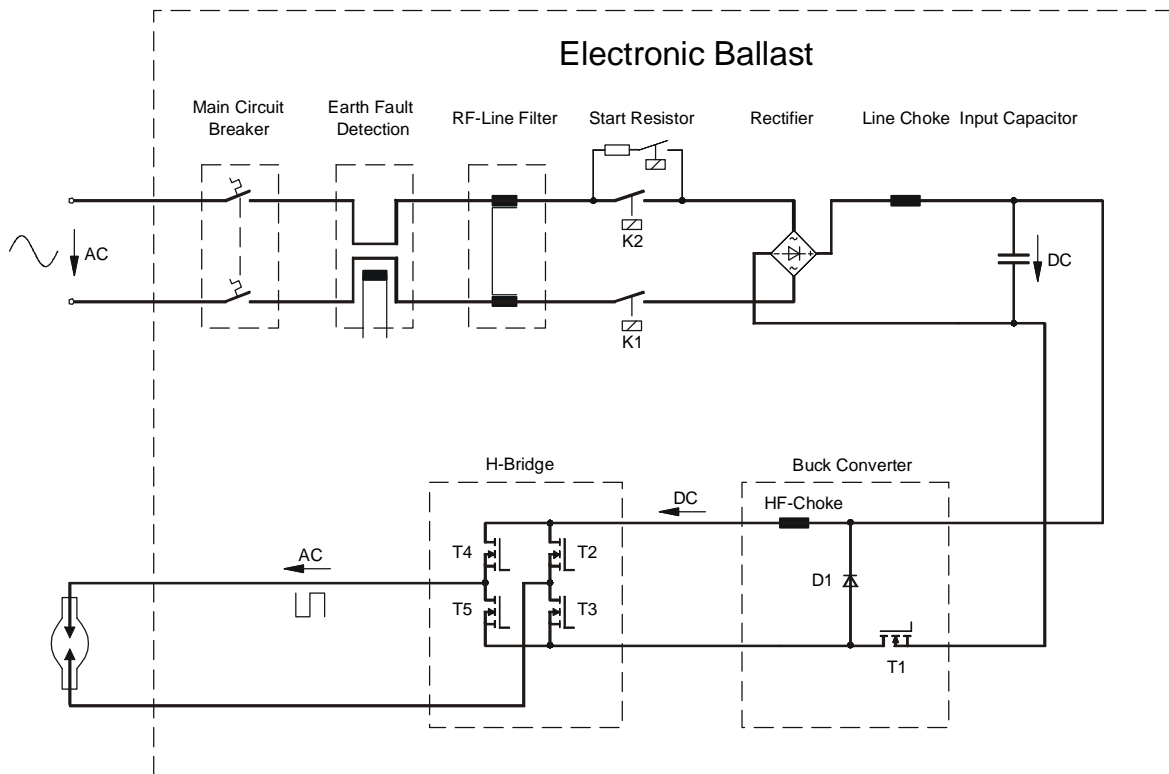 Electronic Ballast
Main Circuit
Breaker
Earth Fault
Detection
RF-Line Filter
Start Resistor
Rectifier
Line Choke
Input Capacitor
AC
K2
K1
~
+
-
~
DC
H-Bridge
Buck Converter
DC
HF-Choke
T4
T2
AC
D1
T5
T3
T1